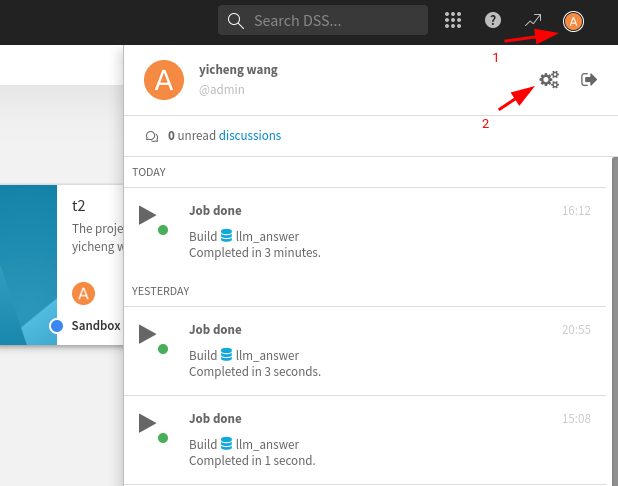 Search DSS...
?
A
1
A
yicheng wang
@admin
2
0 unread discussions
TODAY
t2
The proje
yicheng w
A
Sandbox
Job done
16:12
Build llm_answer
Completed in 3 minutes.
YESTERDAY
Job done
20:55
Build llm_answer
Completed in 3 seconds.
Job done
15:08
Build llm_answer
Completed in 1 second.